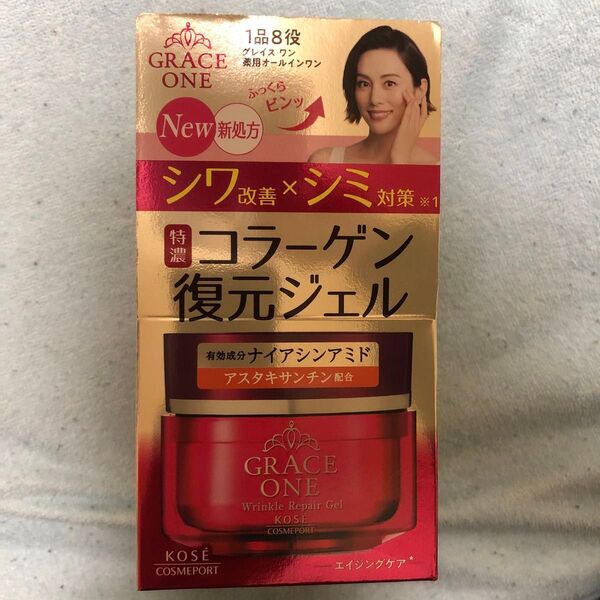 GRACE
ONE
1品8役
グレイス ワン
薬用オールインワン
ふっくら
ピンッ
New 新処方
シワ改善×シミ対策※1
特濃 コラーゲン
復元ジェル
有効成分ナイアシンアミド
アスタキサンチン配合
GRACE
ONE
Wrinkle Repair Gel
KOSÉ
COSMEPORT
KOSÉ
COSMEPORT
エイジングケア*